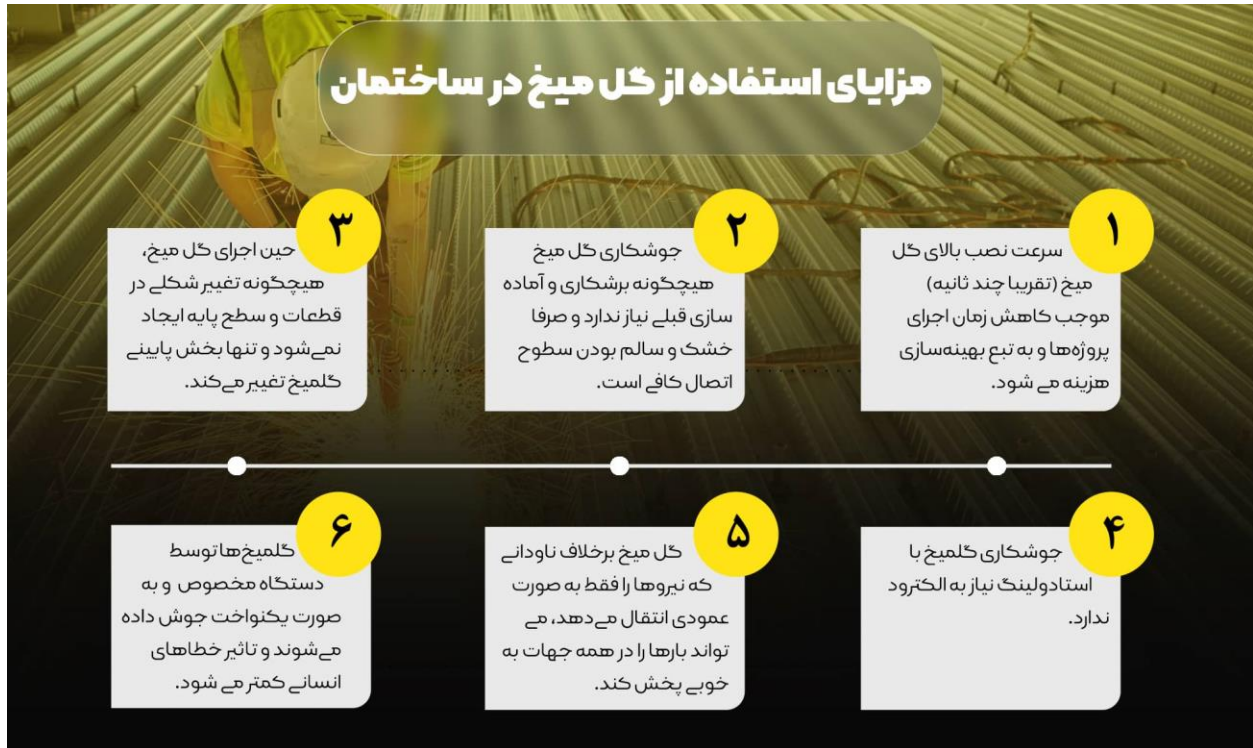 مزایای استفاده از گل میخ در ساختمان
۱
سرعت نصب بالای گل
میخ (تقریبا چند ثانیه)
موجب کاهش زمان اجرای
پروژه‌ها و به تبع بهینه‌سازی
هزینه می شود.
۲
جوشکاری گل میخ
هیچگونه برشکاری و آماده
سازی قبلی نیاز ندارد و صرفا
خشک و سالم بودن سطوح
اتصال کافی است.
۳
حین اجرای گل میخ،
هیچگونه تغییر شکلی در
قطعات و سطح پایه ایجاد
نمی‌شود و تنها بخش پایینی
گلمیخ تغییر می‌کند.
۴
جوشکاری گلمیخ با
استادولینگ نیاز به الکترود
ندارد.
۵
گل میخ برخلاف ناودانی
که نیروها را فقط به صورت
عمودی انتقال می‌دهد، می
تواند بارها را در همه جهات به
خوبی پخش کند.
۶
گلمیخ‌ها توسط
دستگاه مخصوص و به
صورت یکنواخت جوش داده
می‌شوند و تاثیر خطاهای
انسانی کمتر می شود.